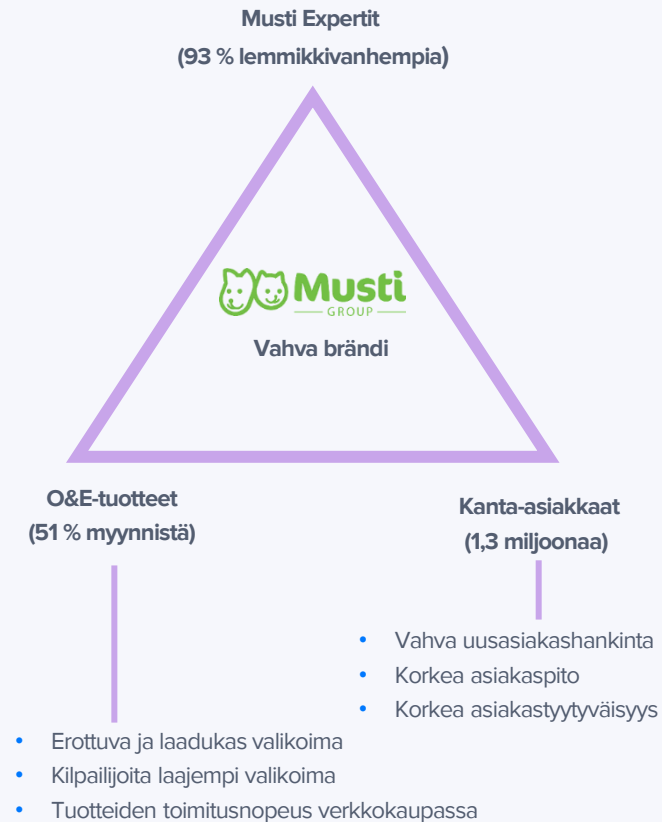 Musti Expertit
(93 % lemmikkivanhempia)
Musti
GROUP
Vahva brändi
O&E-tuotteet
(51 % myynnistä)
Kanta-asiakkaat
(1,3 miljoonaa)
• Vahva uusasiakashankinta
• Korkea asiakaspito
• Korkea asiakastyytyväisyys
• Erottuva ja laadukas valikoima
• Kilpailijoita laajempi valikoima
• Tuotteiden toimitusnopeus verkkokaupassa